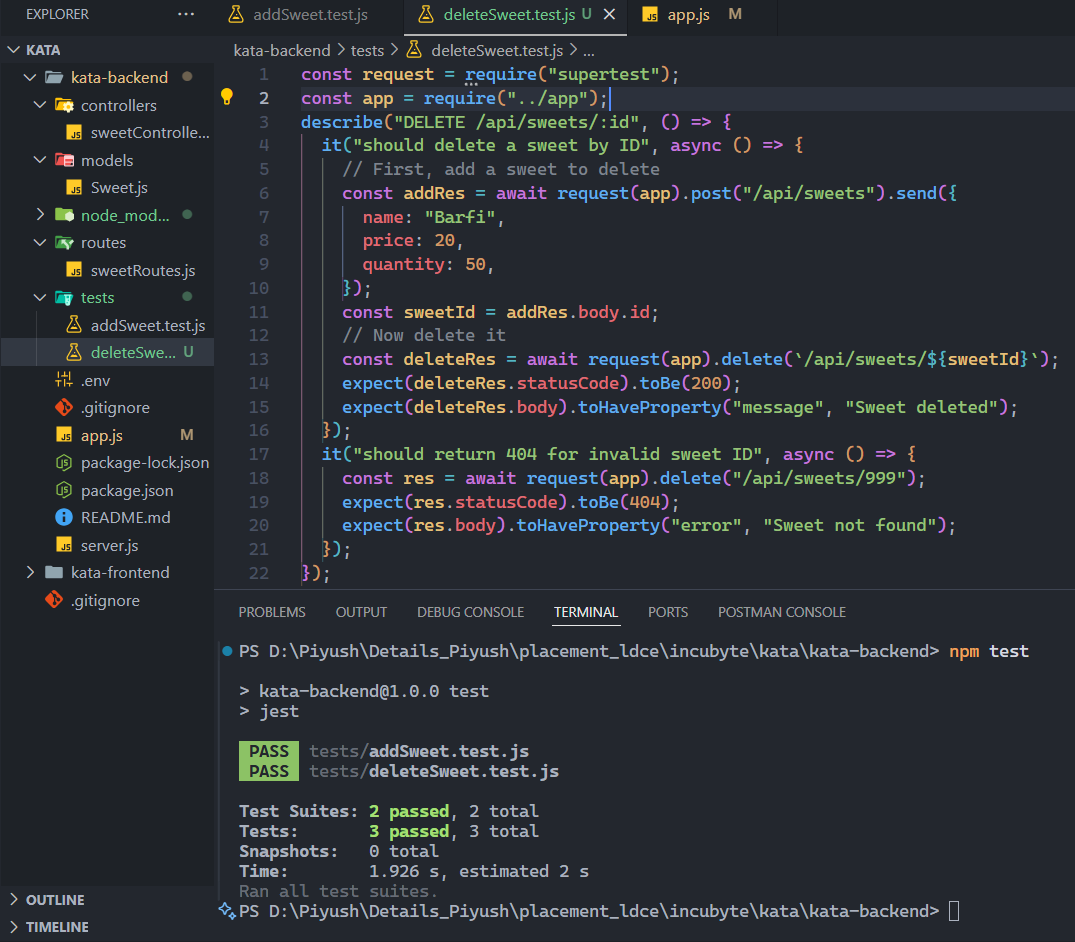 EXPLORER ...
addSweet.test.js deleteSweet.test.js U × JS app.js M
KATA
kata-backend
controllers
JS sweetControlle...
models
JS Sweet.js
node_mod...
routes
JS sweetRoutes.js
tests
addSweet.test.js
deleteSwe... U
.env
.gitignore
JS app.js M
package-lock.json
package.json
README.md
JS server.js
kata-frontend
.gitignore
OUTLINE
TIMELINE
kata-backend > tests > deleteSweet.test.js > ...
1 const request = require("supertest");
2 const app = require("../app");
3 describe("DELETE /api/sweets/:id", () => {
4 it("should delete a sweet by ID", async () => {
5 // First, add a sweet to delete
6 const addRes = await request(app).post("/api/sweets").send({
7 name: "Barfi",
8 price: 20,
9 quantity: 50,
10 });
11 const sweetId = addRes.body.id;
12 // Now delete it
13 const deleteRes = await request(app).delete(`/api/sweets/${sweetId}`);
14 expect(deleteRes.statusCode).toBe(200);
15 expect(deleteRes.body).toHaveProperty("message", "Sweet deleted");
16 });
17 it("should return 404 for invalid sweet ID", async () => {
18 const res = await request(app).delete("/api/sweets/999");
19 expect(res.statusCode).toBe(404);
20 expect(res.body).toHaveProperty("error", "Sweet not found");
21 });
22 });
PROBLEMS OUTPUT DEBUG CONSOLE TERMINAL PORTS POSTMAN CONSOLE
PS D:\Piyush\Details_Piyush\placement_ldce\incubyte\kata\kata-backend> npm test
> kata-backend@1.0.0 test
> jest
PASS tests/addSweet.test.js
PASS tests/deleteSweet.test.js
Test Suites: 2 passed, 2 total
Tests: 3 passed, 3 total
Snapshots: 0 total
Time: 1.926 s, estimated 2 s
Ran all test suites.
PS D:\Piyush\Details_Piyush\placement_ldce\incubyte\kata\kata-backend>